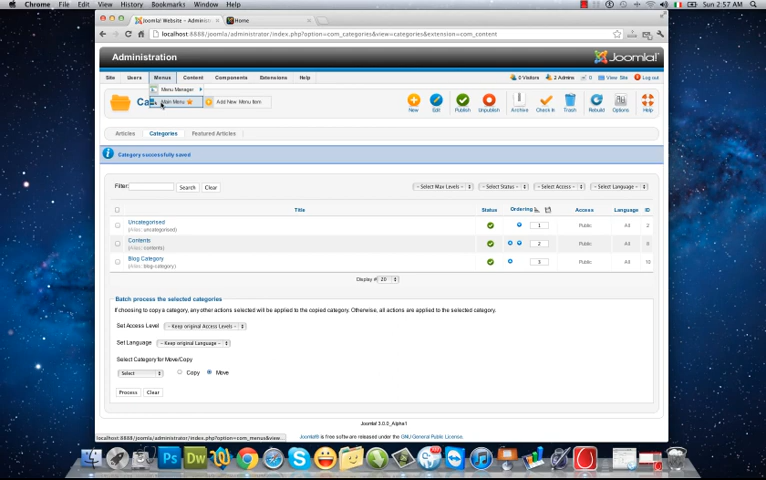 File Edit View History Bookmarks Window Help
Sun 2:57 AM
Joomla! Website - Adminis
Home
localhost:8888/joomla/administrator/index.php?option=com_categories&view=categories&extension=com_content
Administration
Joomla!
Site Users Menus Content Components Extensions Help
0 Visitors 2 Admins 0 View Site Log out
Menu Manager
Main Menu
Add New Menu Item
New Edit Publish Unpublish Archive Check In Trash Rebuild Options Help
Articles Categories Featured Articles
Category successfully saved
Filter: Search Clear
- Select Max Levels -
- Select Status -
- Select Access -
- Select Language -
Title Status Ordering Access Language ID
Uncategorised 1 Public All 2
(Alias: uncategorised)
Contents 2 Public All
(Alias: contents)
Blog Category 3 Public All
(Alias: blog-category)
Display # 20
Batch process the selected categories
If choosing to copy a category, any other actions selected will be applied to the copied category. Otherwise, all actions are applied to the selected category.
Set Access Level - Keep original Access Levels -
Set Language - Keep original Language -
Select Category for Move/Copy
Select Copy Move
Process Clear
Joomla! 3.0.0_Alpha1
localhost:8888/joomla/administrator/index.php?option=com_menus&view...
Joomla!® is free software released under the GNU General Public License.
Ps Dw